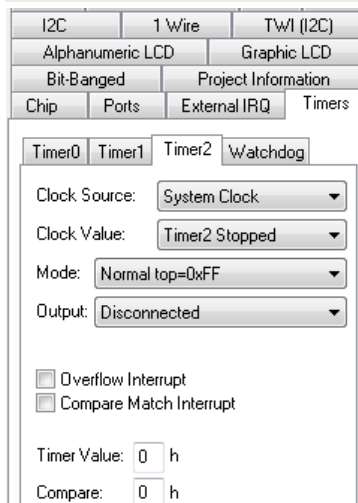 I2C 1 Wire TWI (I2C)
Alphanumeric LCD Graphic LCD
Bit-Banged Project Information
Chip Ports External IRQ Timers
Timer0 Timer1 Timer2 Watchdog
Clock Source: System Clock
Clock Value: Timer2 Stopped
Mode: Normal top=0xFF
Output: Disconnected
Overflow Interrupt
Compare Match Interrupt
Timer Value: 0 h
Compare: 0 h